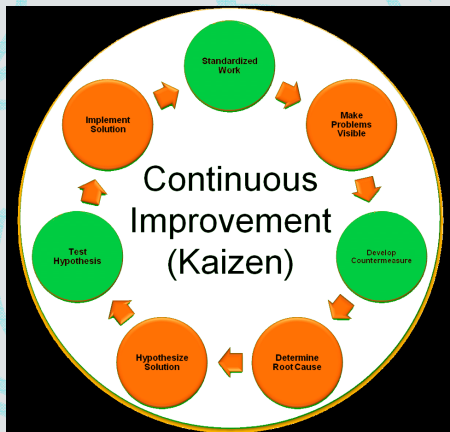 Standardized
Work
Make
Problems
Visible
Develop
Countermeasure
Determine
Root Cause
Hypothesize
Solution
Test
Hypothesis
Implement
Solution
Continuous
Improvement
(Kaizen)